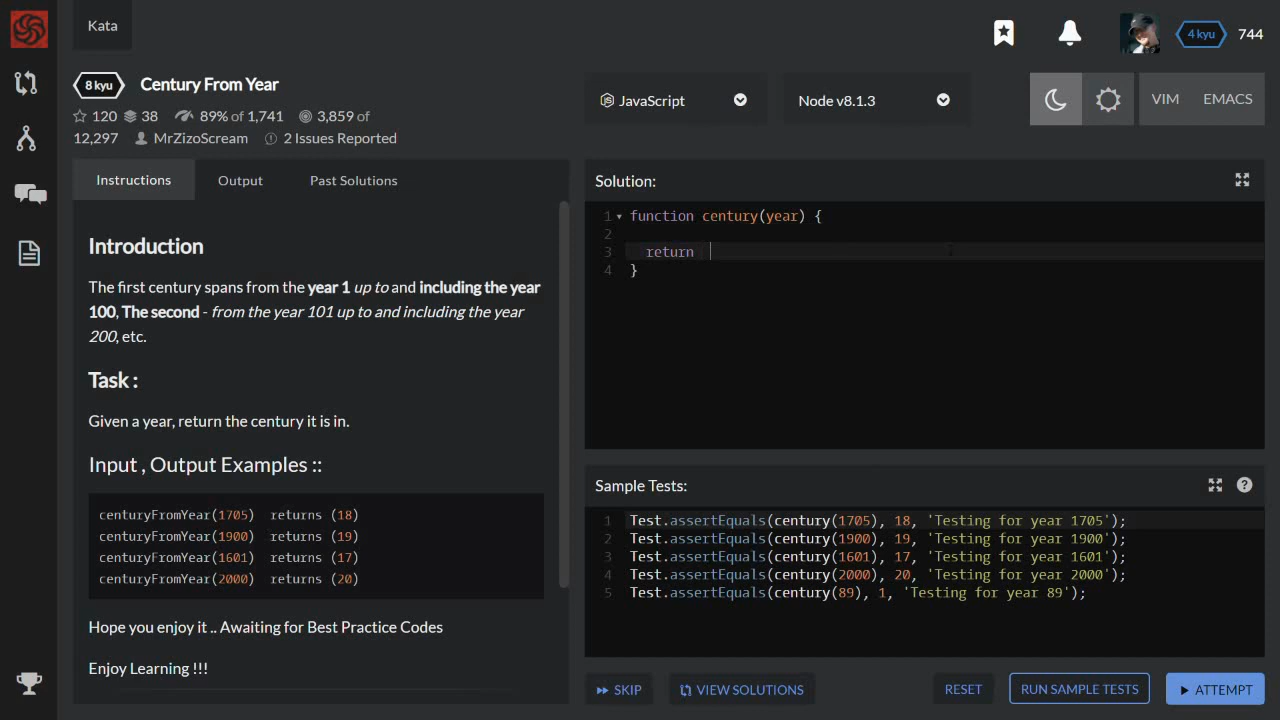 Kata
4 kyu 744
8 kyu Century From Year
120 38 89% of 1,741 3,859 of
12,297 MrZizoScream 2 Issues Reported
JavaScript Node v8.1.3 VIM EMACS
Instructions Output Past Solutions
Introduction
The first century spans from the year 1 up to and including the year
100, The second - from the year 101 up to and including the year
200, etc.
Task :
Given a year, return the century it is in.
Input , Output Examples ::
centuryFromYear(1705) returns (18)
centuryFromYear(1900) returns (19)
centuryFromYear(1601) returns (17)
centuryFromYear(2000) returns (20)
Hope you enjoy it .. Awaiting for Best Practice Codes
Enjoy Learning !!!
Solution:
1 function century(year) {
2
3 return
4 }
Sample Tests:
1 Test.assertEquals(century(1705), 18, 'Testing for year 1705');
2 Test.assertEquals(century(1900), 19, 'Testing for year 1900');
3 Test.assertEquals(century(1601), 17, 'Testing for year 1601');
4 Test.assertEquals(century(2000), 20, 'Testing for year 2000');
5 Test.assertEquals(century(89), 1, 'Testing for year 89');
SKIP VIEW SOLUTIONS RESET RUN SAMPLE TESTS ATTEMPT